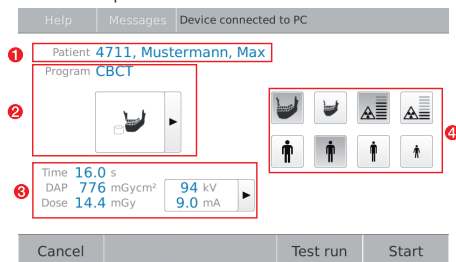 Help Messages Device connected to PC
1 Patient 4711, Mustermann, Max
Program CBCT
2
4
Time 16.0 s
DAP 776 mGycm² 94 kV
3 Dose 14.4 mGy 9.0 mA
Cancel Test run Start